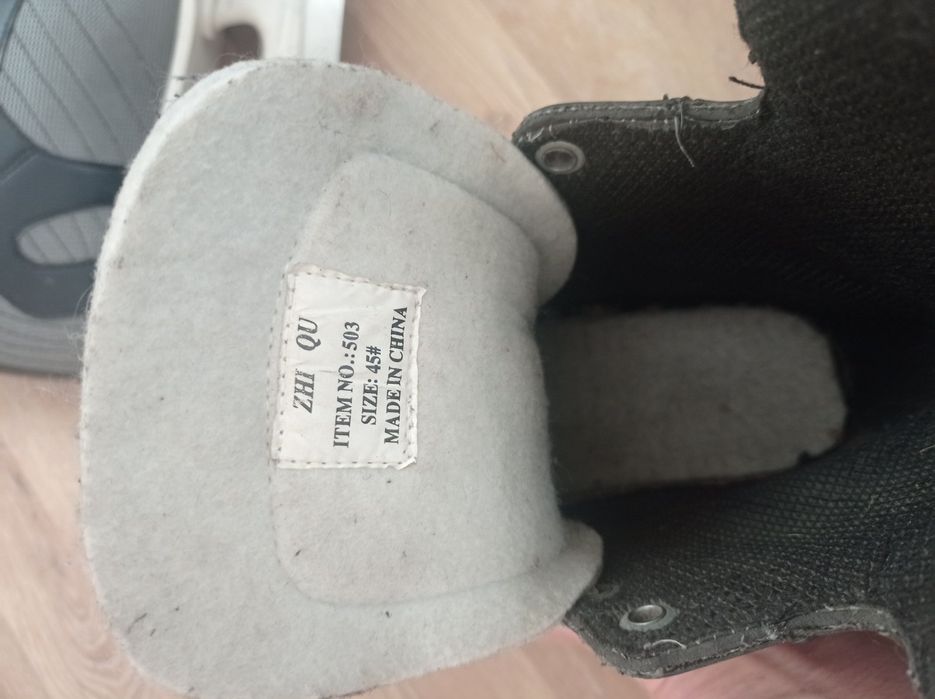 ZHI QU
ITEM NO.: 503
SIZE: 45#
MADE IN CHINA